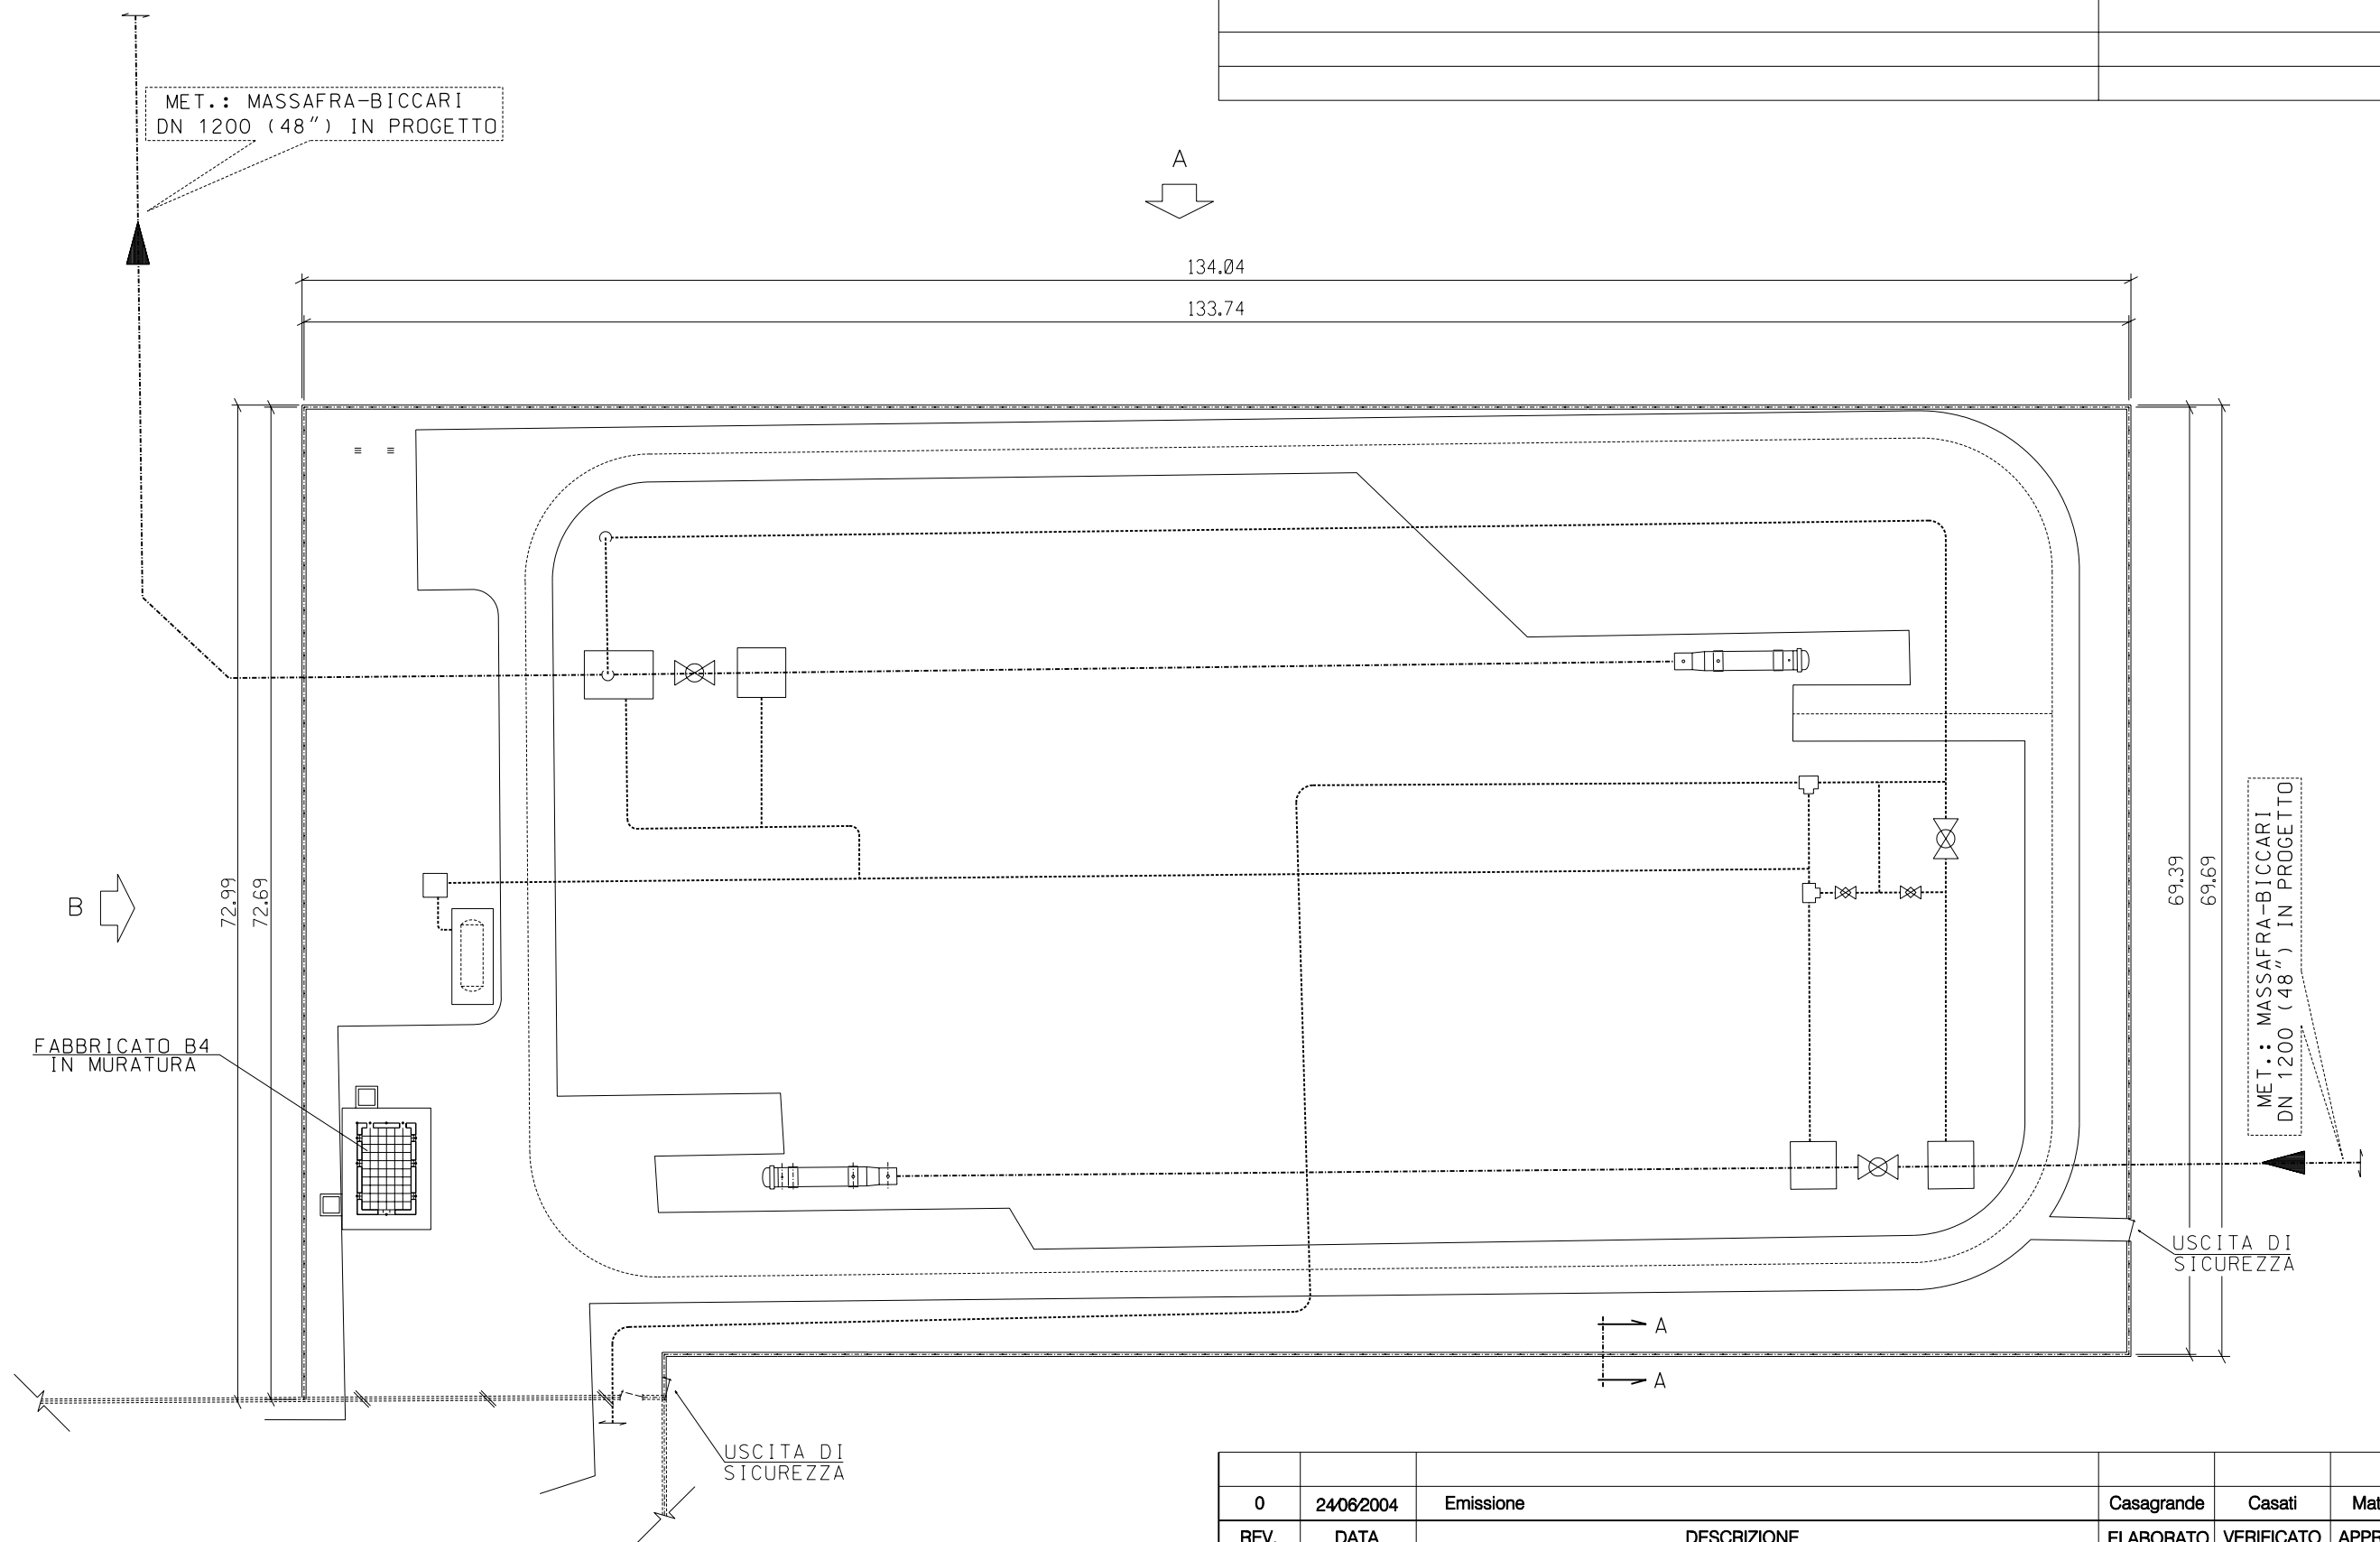 MET.: MASSAFRA-BICCARI
DN 1200 (48") IN PROGETTO
A
134.04
133.74
B
72.99
72.69
69.39
69.69
MET.: MASSAFRA-BICCARI
DN 1200 (48") IN PROGETTO
FABBRICATO B4
IN MURATURA
USCITA DI
SICUREZZA
A
A
USCITA DI
SICUREZZA
0 24/06/2004 Emissione Casagrande Casati
REV. DATA DESCRIZIONE ELABORATO VERIFICATO